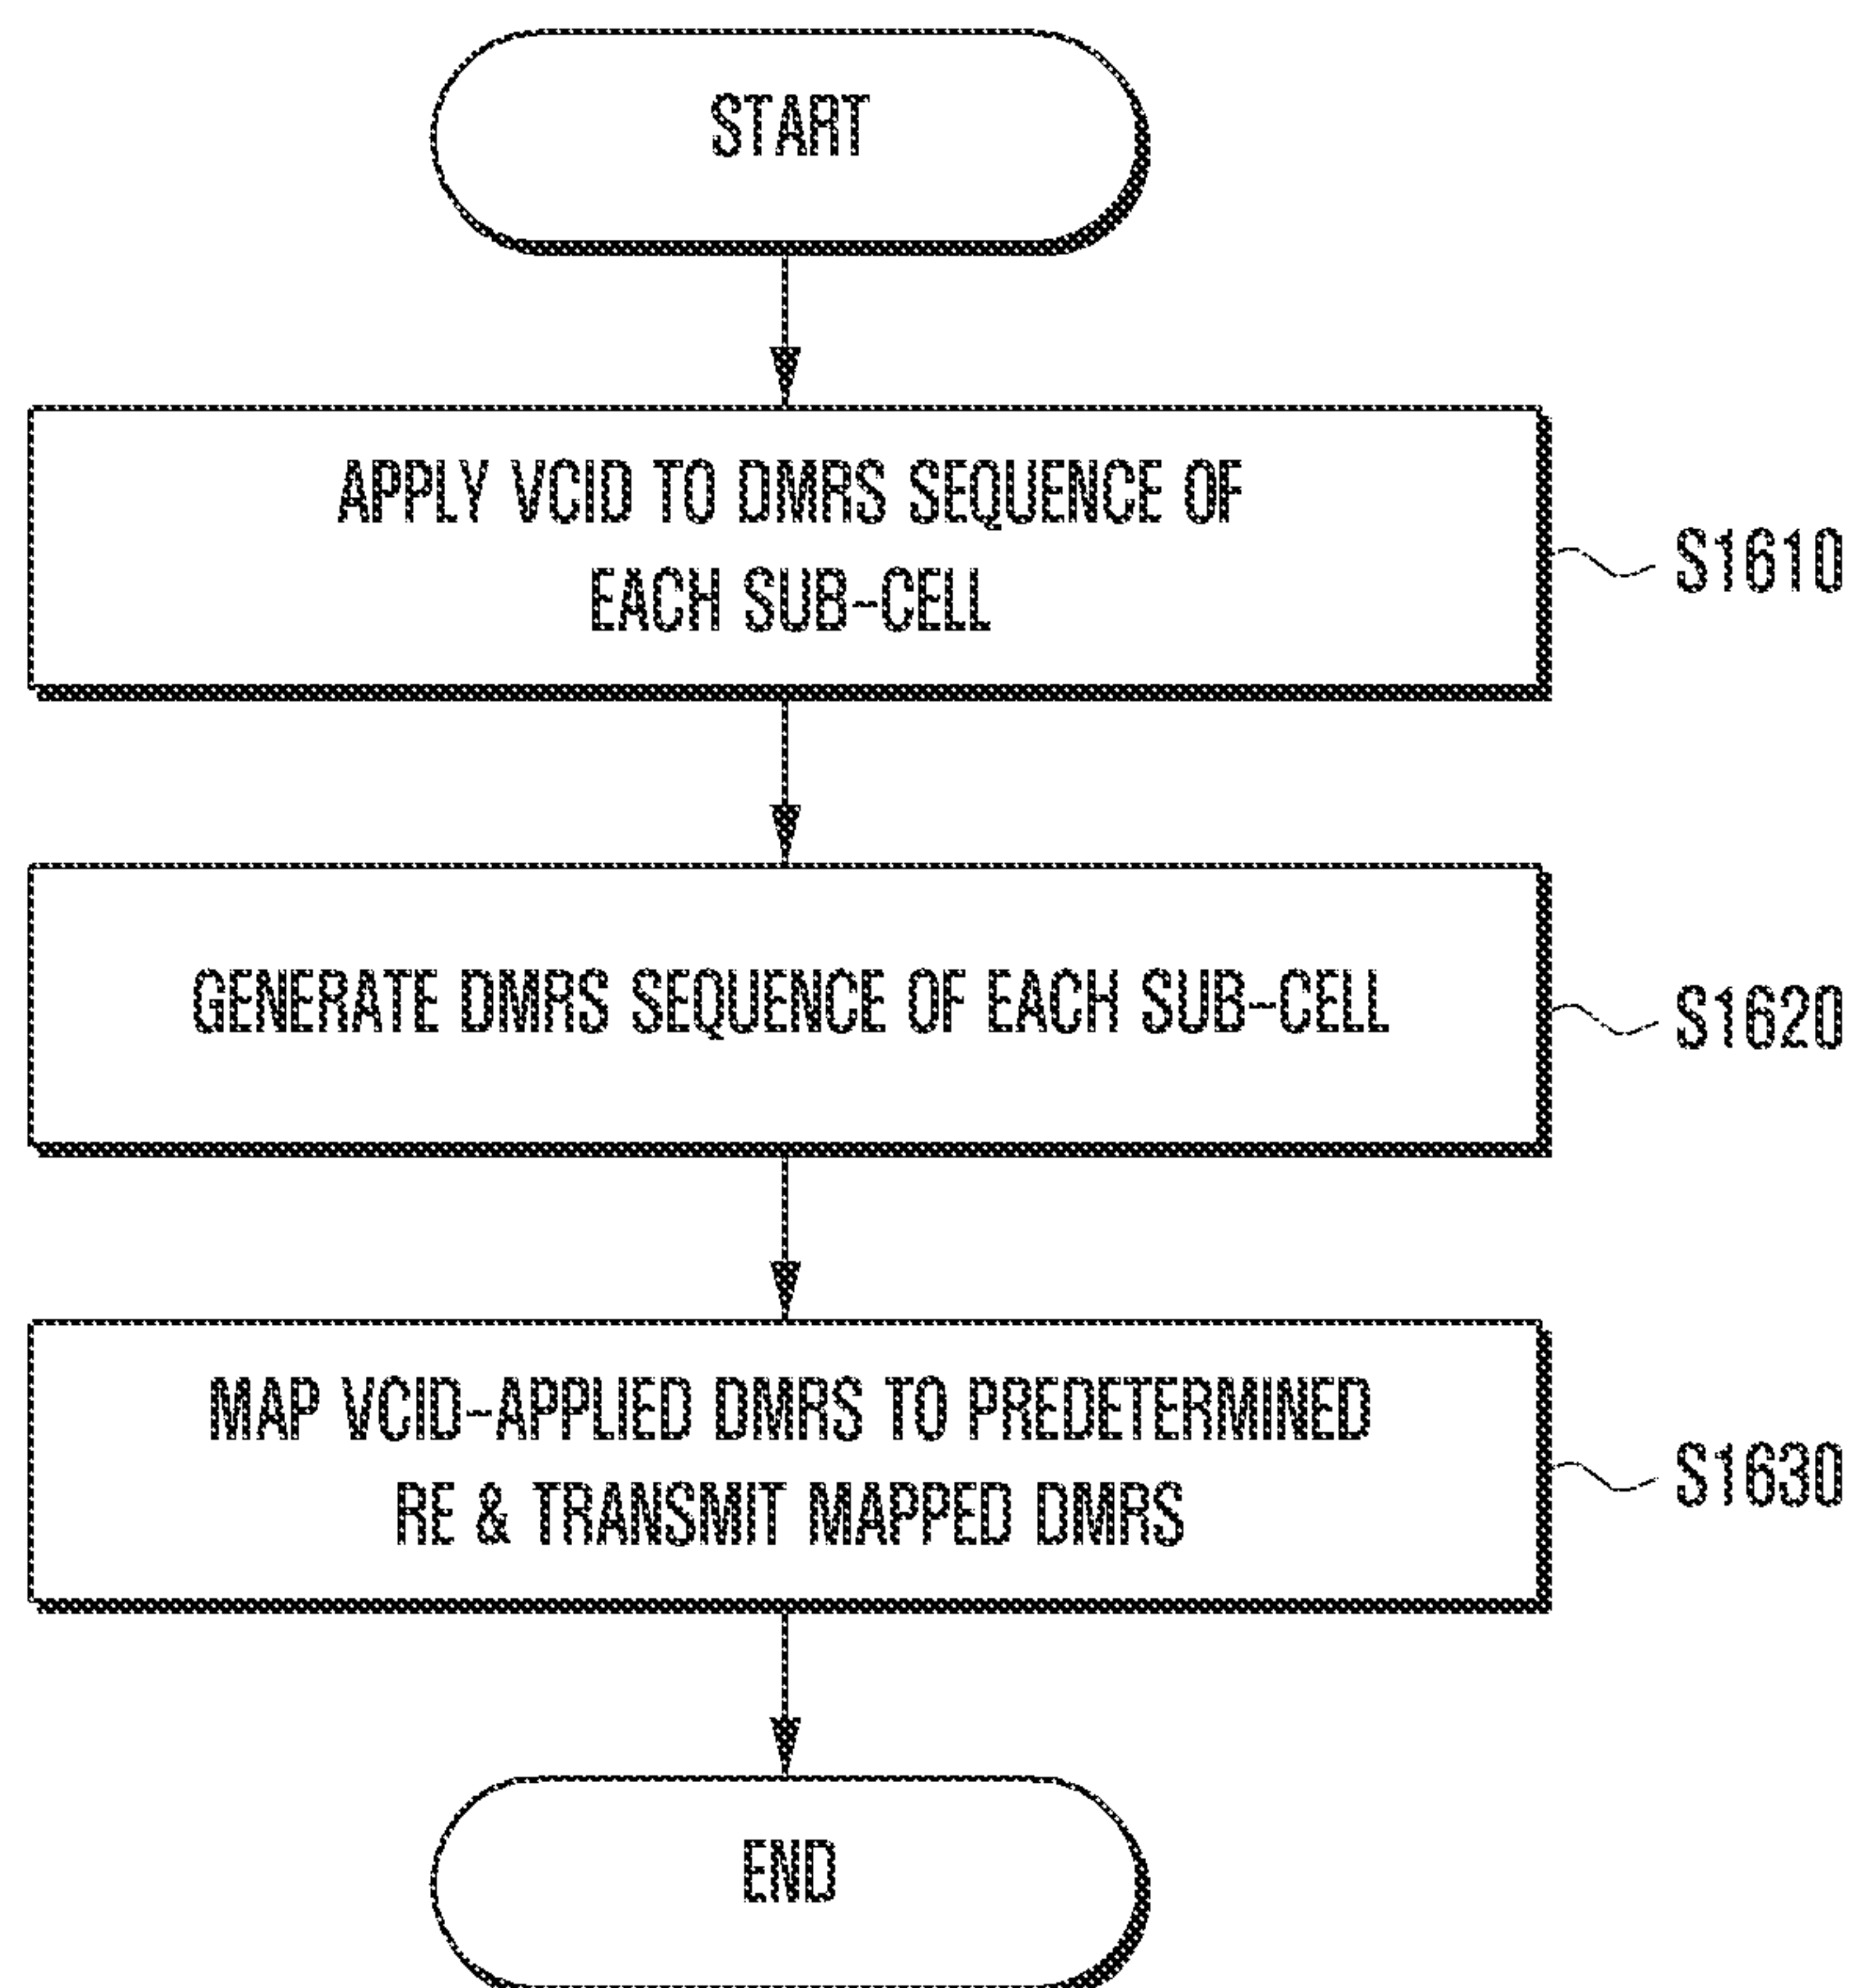 START
APPLY VCID TO DMRS SEQUENCE OF
EACH SUB-CELL
S1610
GENERATE DMRS SEQUENCE OF EACH SUB-CELL
S1620
MAP VCID-APPLIED DMRS TO PREDETERMINED
RE & TRANSMIT MAPPED DMRS
S1630
END